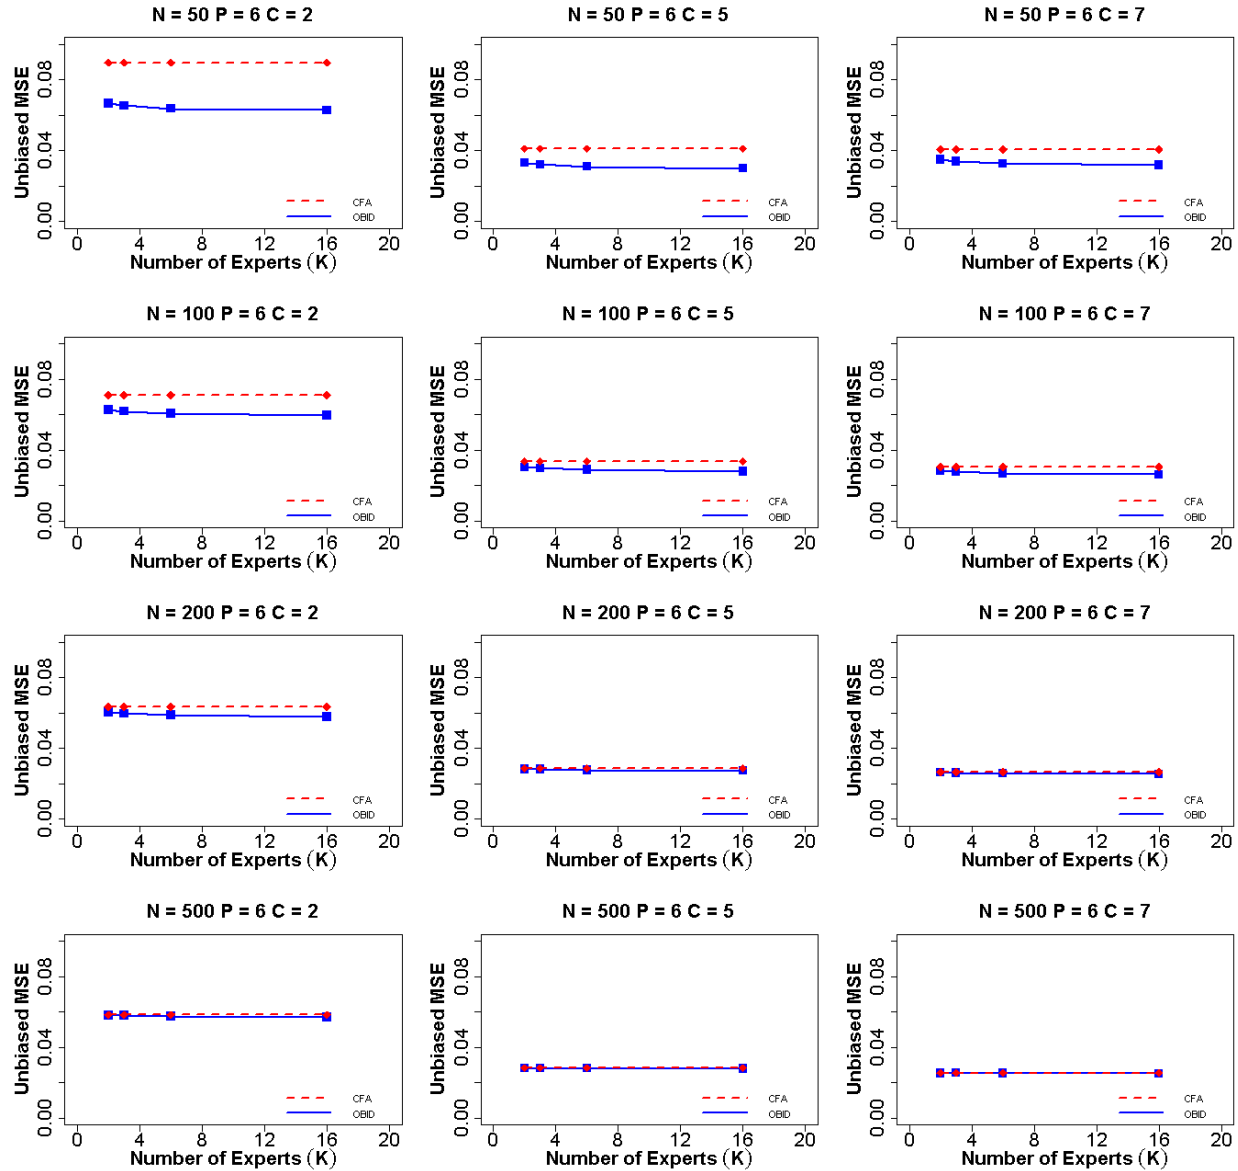 N = 50 P = 6 C = 2
Unbiased MSE
0.00 0.04 0.08
CFA
OBID
0 4 8 12 16 20
Number of Experts (K)
N = 50 P = 6 C = 5
Unbiased MSE
0.00 0.04 0.08
CFA
OBID
0 4 8 12 16 20
Number of Experts (K)
N = 50 P = 6 C = 7
Unbiased MSE
0.00 0.04 0.08
CFA
OBID
0 4 8 12 16 20
Number of Experts (K)
N = 100 P = 6 C = 2
Unbiased MSE
0.00 0.04 0.08
CFA
OBID
0 4 8 12 16 20
Number of Experts (K)
N = 100 P = 6 C = 5
Unbiased MSE
0.00 0.04 0.08
CFA
OBID
0 4 8 12 16 20
Number of Experts (K)
N = 100 P = 6 C = 7
Unbiased MSE
0.00 0.04 0.08
CFA
OBID
0 4 8 12 16 20
Number of Experts (K)
N = 200 P = 6 C = 2
Unbiased MSE
0.00 0.04 0.08
CFA
OBID
0 4 8 12 16 20
Number of Experts (K)
N = 200 P = 6 C = 5
Unbiased MSE
0.00 0.04 0.08
CFA
OBID
0 4 8 12 16 20
Number of Experts (K)
N = 200 P = 6 C = 7
Unbiased MSE
0.00 0.04 0.08
CFA
OBID
0 4 8 12 16 20
Number of Experts (K)
N = 500 P = 6 C = 2
Unbiased MSE
0.00 0.04 0.08
CFA
OBID
0 4 8 12 16 20
Number of Experts (K)
N = 500 P = 6 C = 5
Unbiased MSE
0.00 0.04 0.08
CFA
OBID
0 4 8 12 16 20
Number of Experts (K)
N = 500 P = 6 C = 7
Unbiased MSE
0.00 0.04 0.08
CFA
OBID
0 4 8 12 16 20
Number of Experts (K)